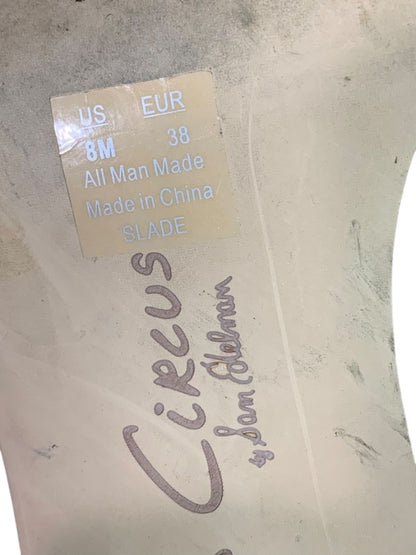 US EUR
8M 38
All Man Made
Made in China
SLADE
CIRCUS
by Sam Edelman